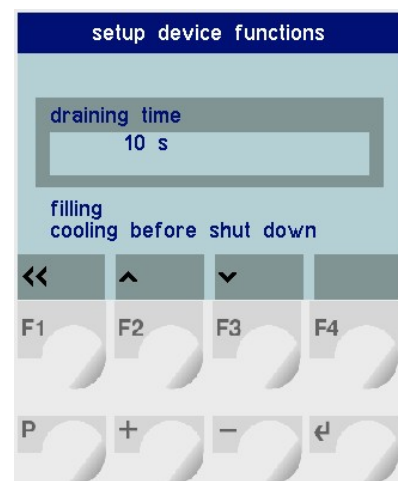 setup device functions
draining time
10 s
filling
cooling before shut down
<< ^ v
F1 F2 F3 F4
P + - ↵